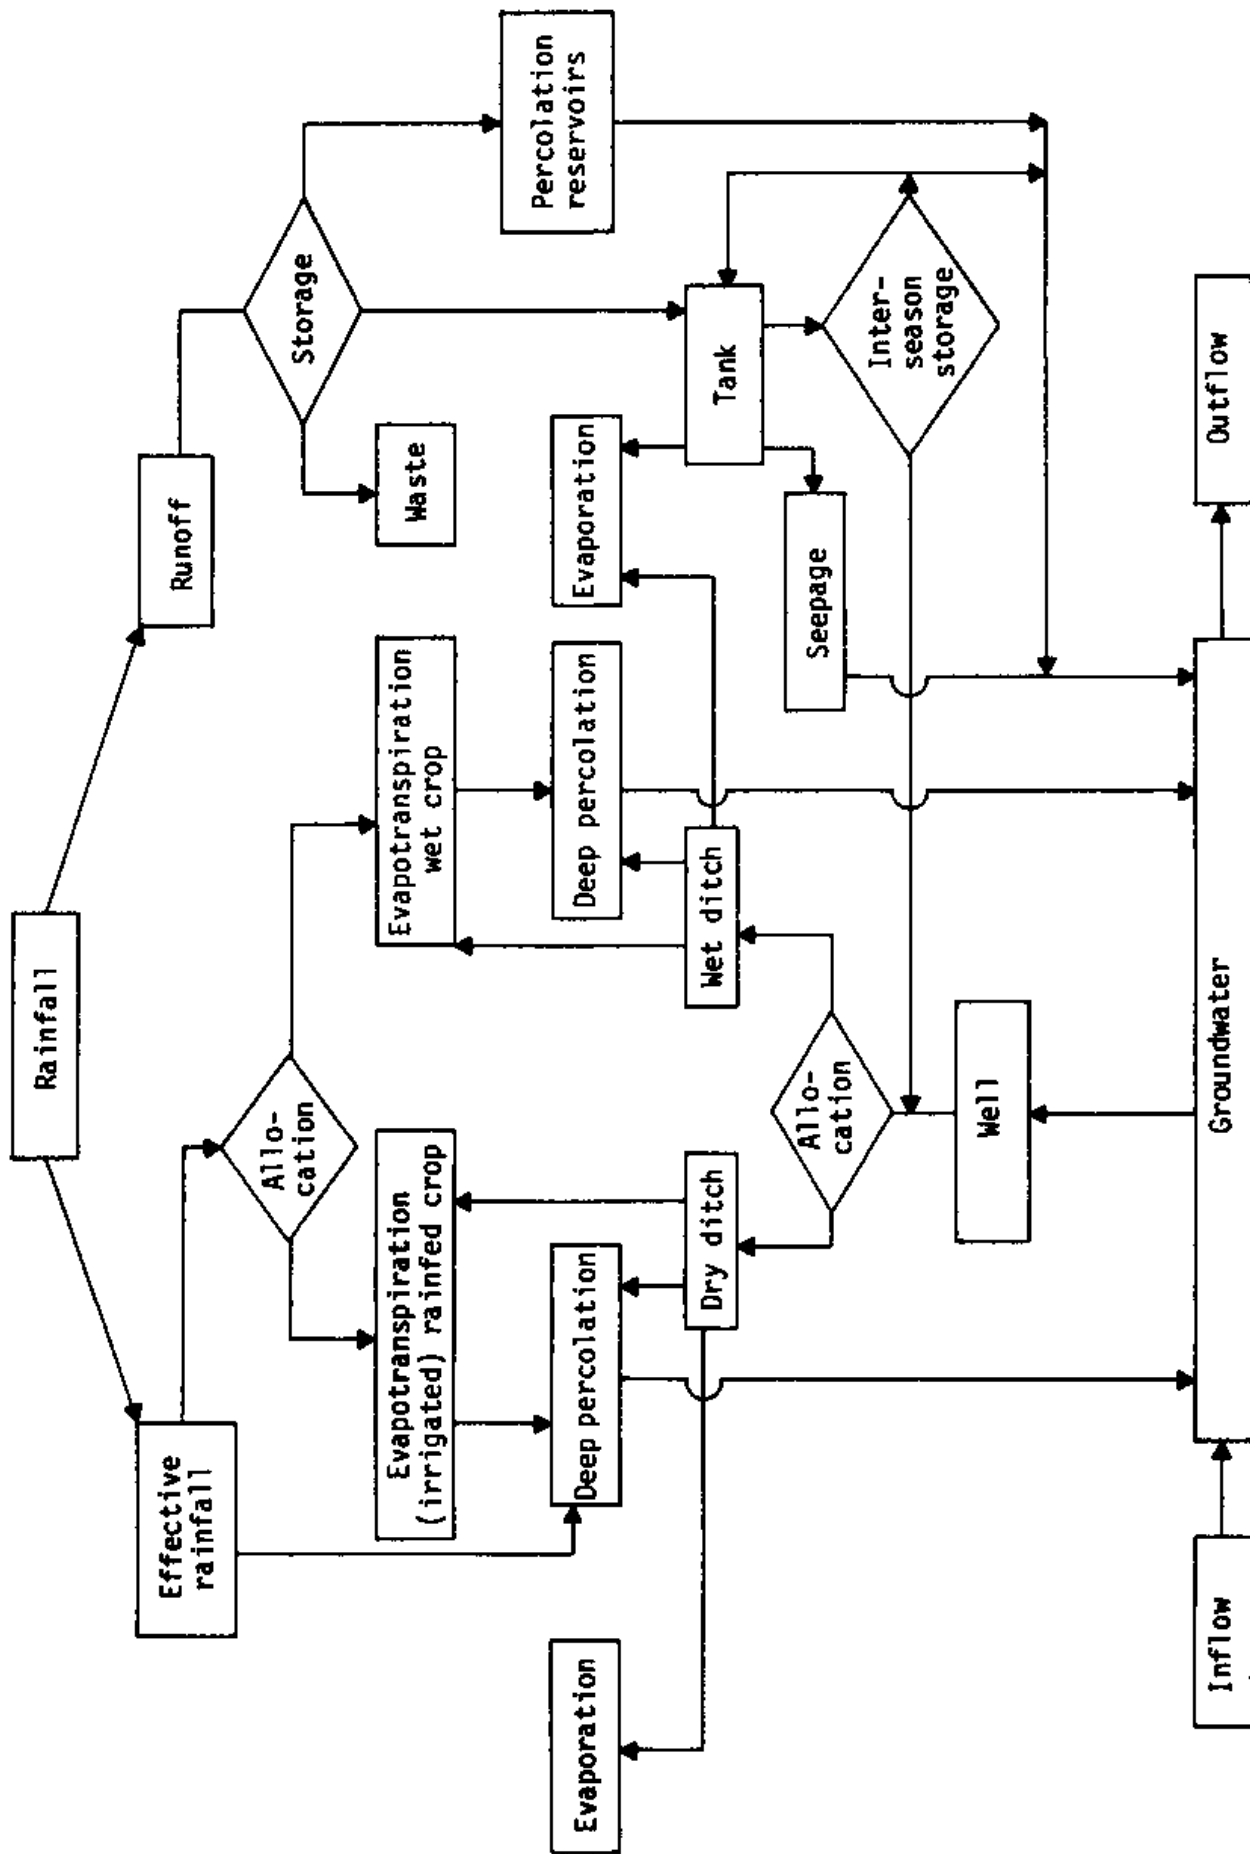 Rainfall
Effective
rainfall
Runoff
Allo-
cation
Storage
Evapotranspiration
(irrigated) rainfed crop
Evapotranspiration
wet crop
Waste
Percolation
reservoirs
Evaporation
Deep percolation
Deep percolation
Evaporation
Dry ditch
Wet ditch
Tank
Allo-
cation
Seepage
Inter-
season
storage
Well
Inflow
Groundwater
Outflow